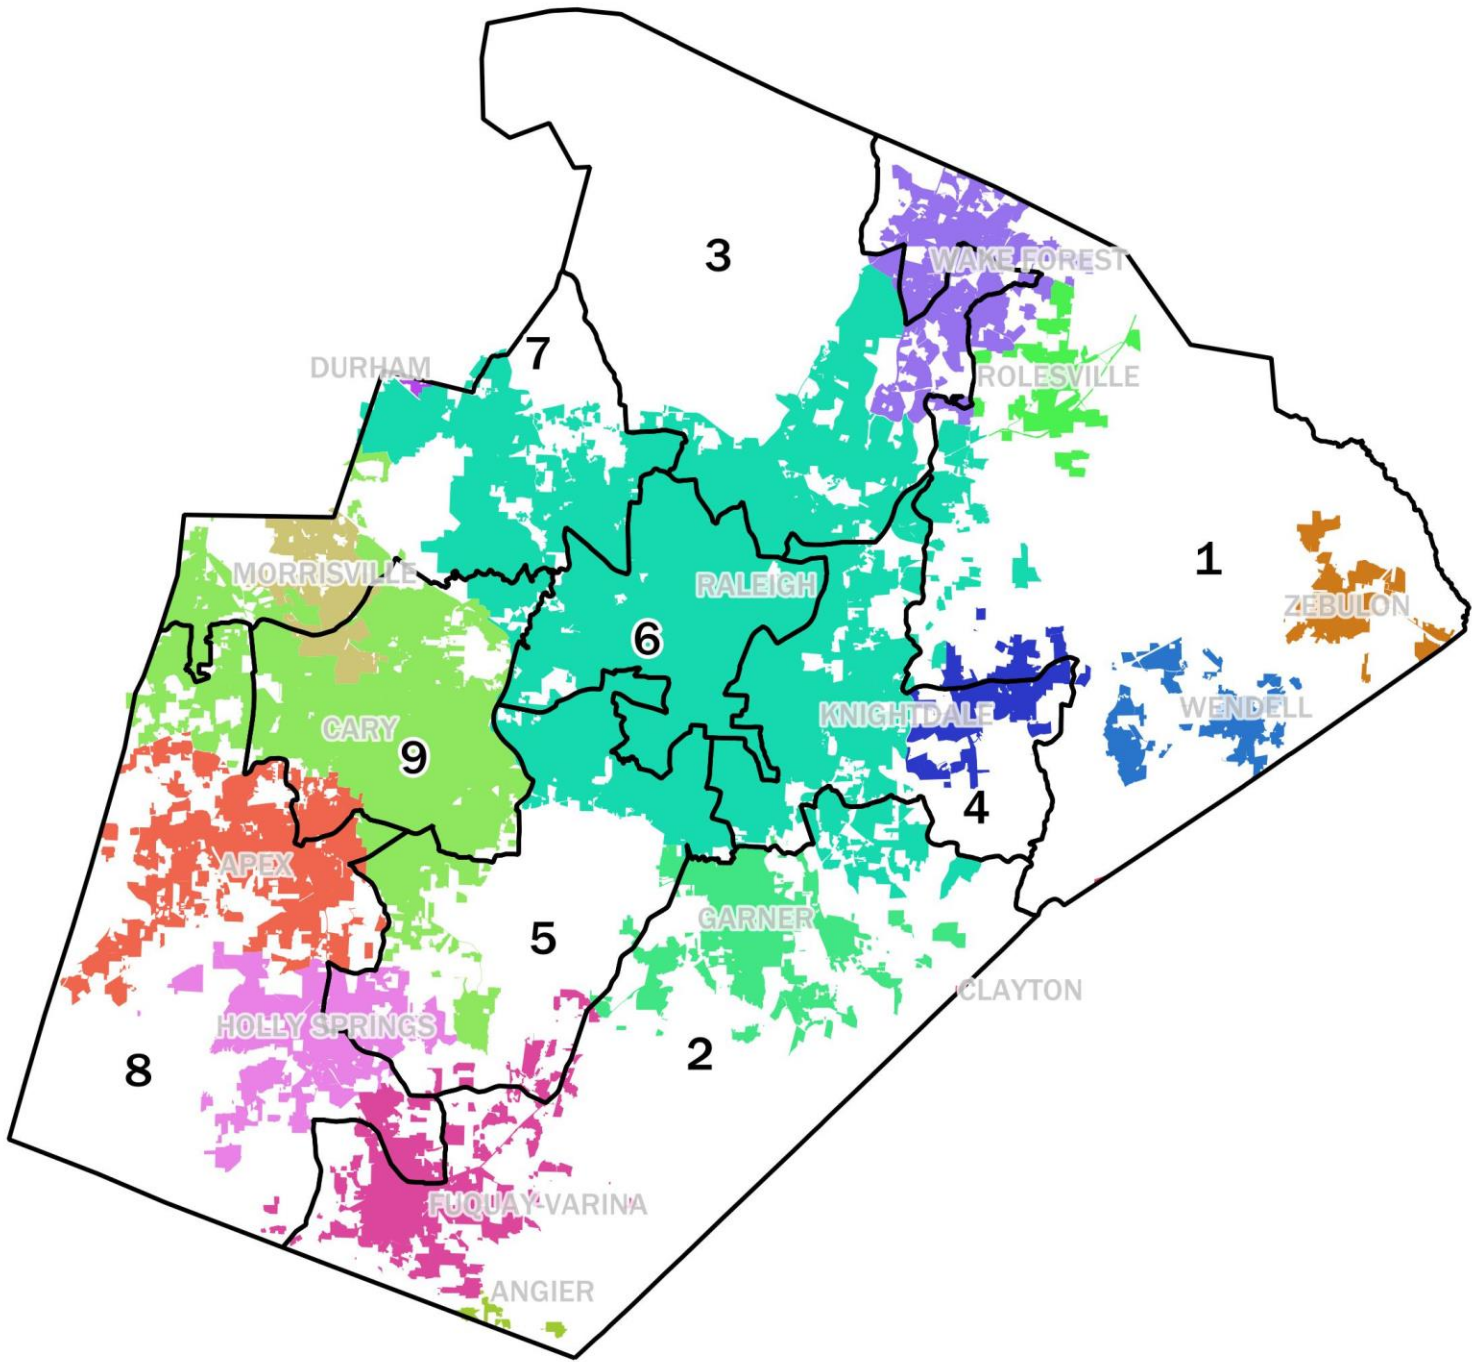 3
WAKE FOREST
7
DURHAM
ROLESVILLE
1
MORRISVILLE
RALEIGH
ZEBULON
6
KNIGHTDALE
WENDELL
CARY
9
4
APEX
GARNER
5
CLAYTON
HOLLY SPRINGS
2
8
FUQUAY-VARINA
ANGIER